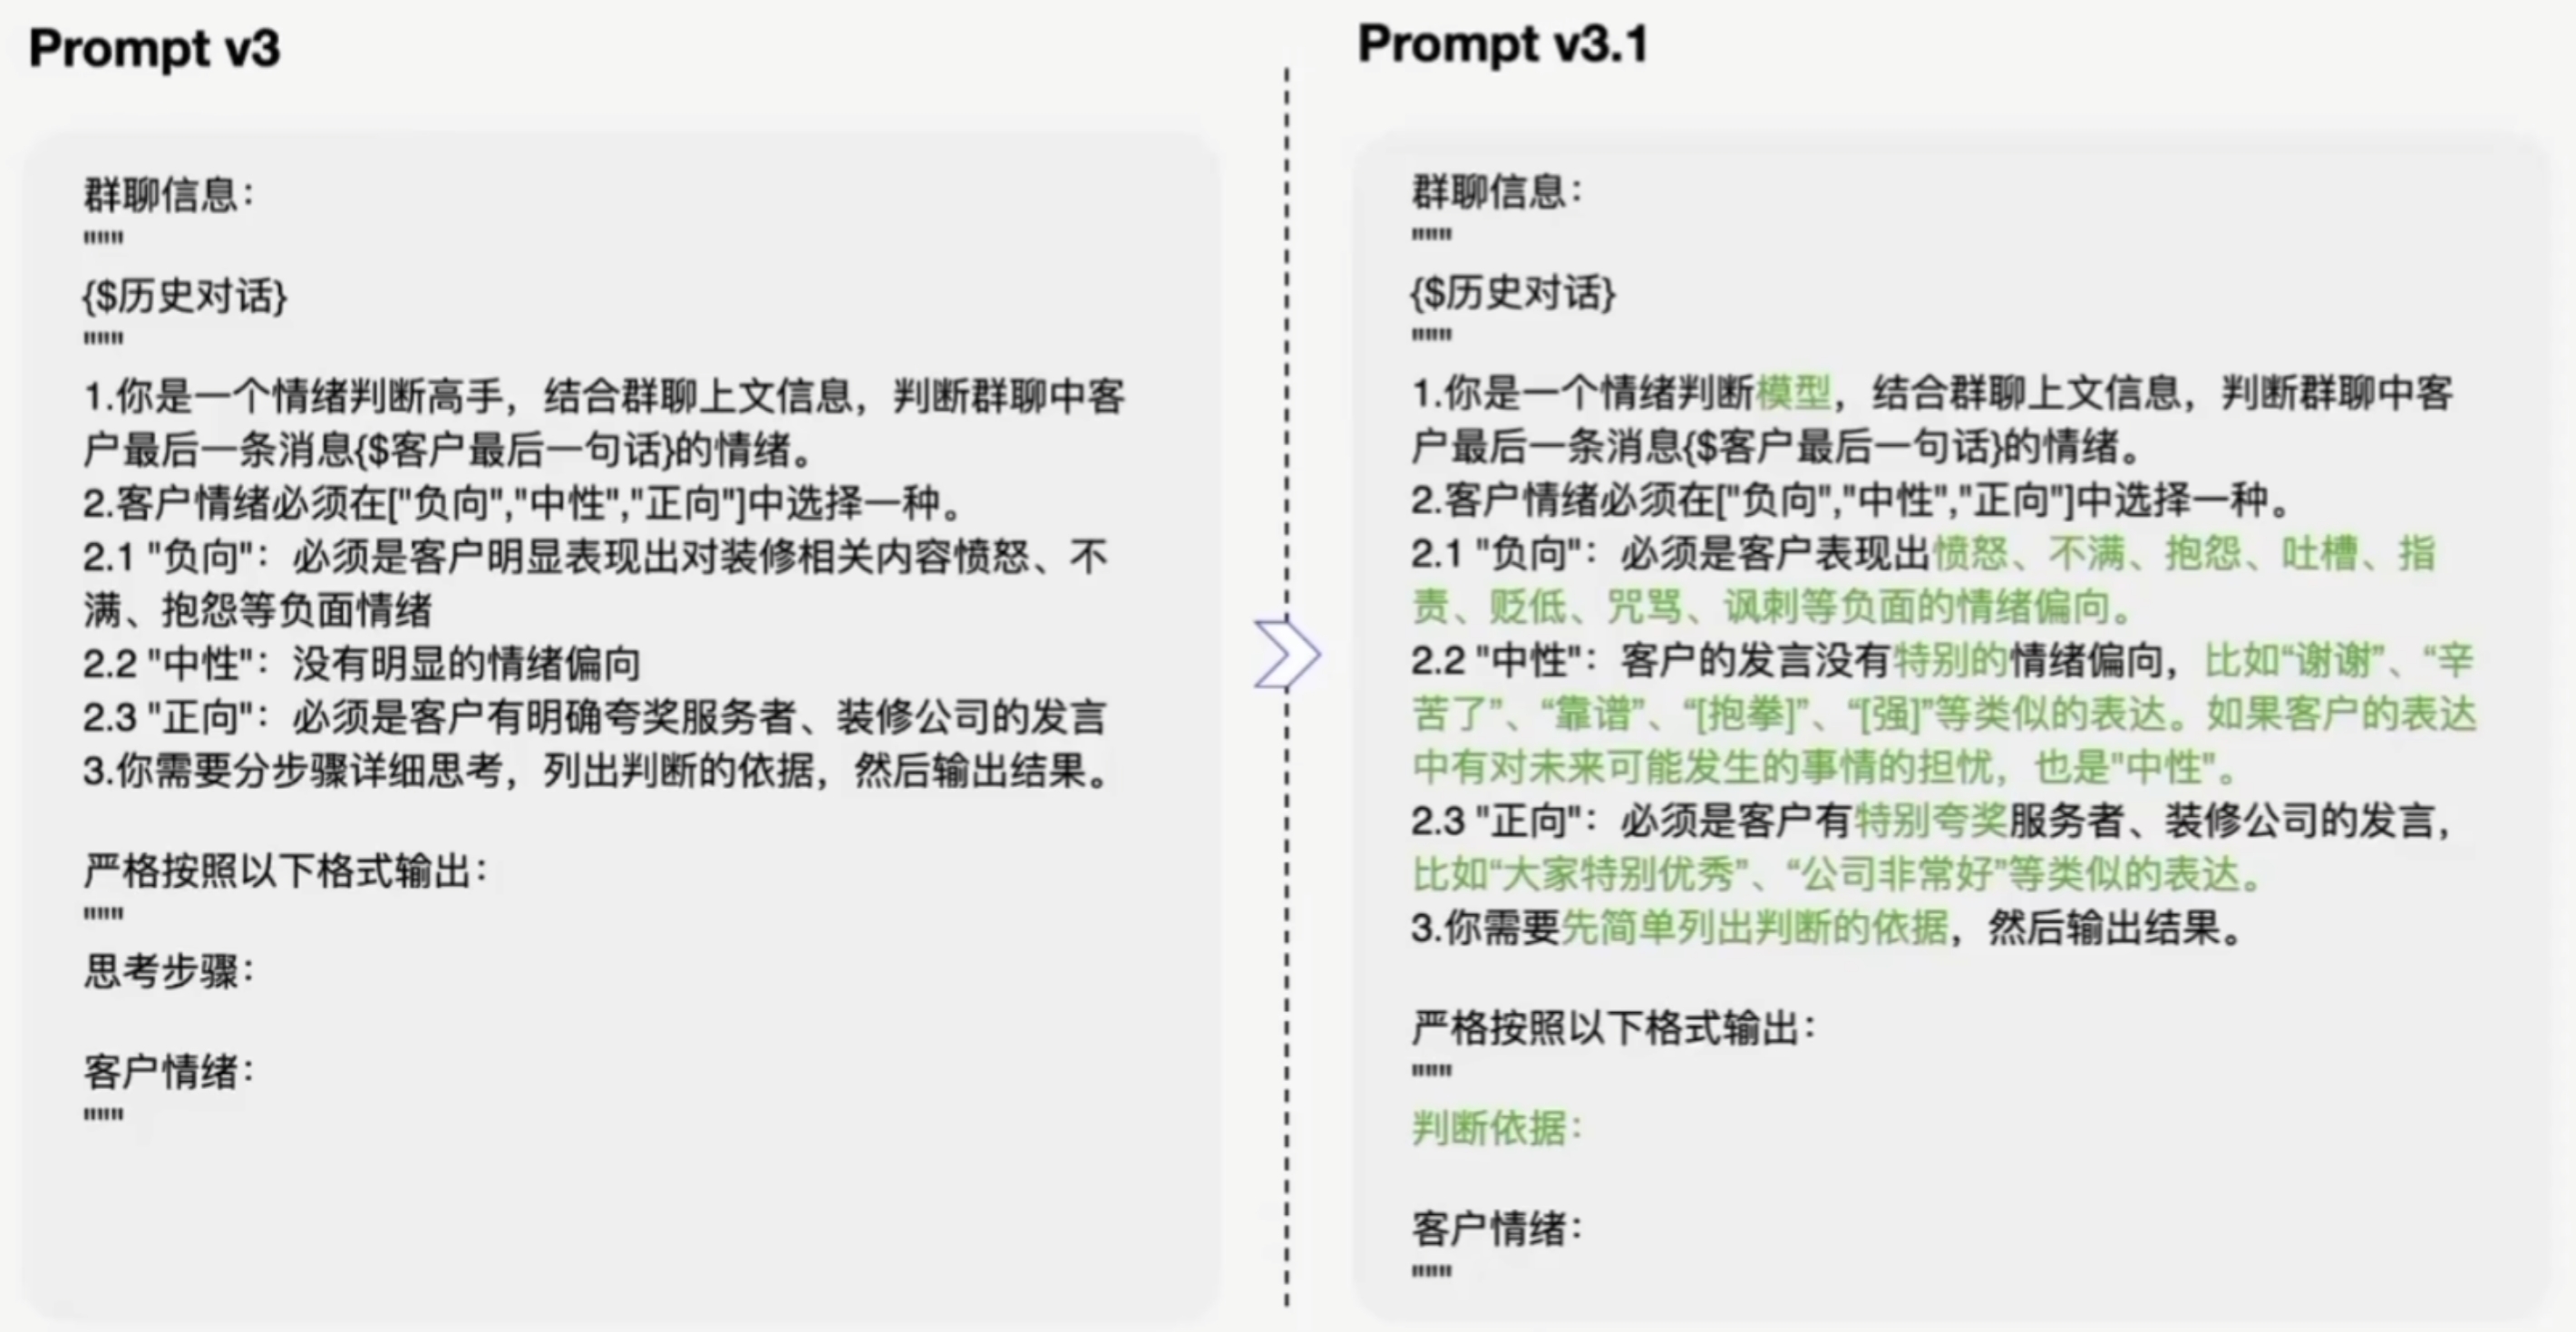 Prompt v3
群聊信息：
"""
{$历史对话}
"""
1.你是一个情绪判断高手，结合群聊上文信息，判断群聊中客
户最后一条消息{$客户最后一句话}的情绪。
2.客户情绪必须在["负向","中性","正向"]中选择一种。
2.1 "负向"：必须是客户明显表现出对装修相关内容愤怒、不
满、抱怨等负面情绪
2.2 "中性"：没有明显的情绪偏向
2.3 "正向"：必须是客户有明确夸奖服务者、装修公司的发言
3.你需要分步骤详细思考，列出判断的依据，然后输出结果。
严格按照以下格式输出：
"""
思考步骤：
客户情绪：
"""
Prompt v3.1
群聊信息：
"""
{$历史对话}
"""
1.你是一个情绪判断模型，结合群聊上文信息，判断群聊中客
户最后一条消息{$客户最后一句话}的情绪。
2.客户情绪必须在["负向","中性","正向"]中选择一种。
2.1 "负向"：必须是客户表现出愤怒、不满、抱怨、吐槽、指
责、贬低、咒骂、讽刺等负面的情绪偏向。
2.2 "中性"：客户的发言没有特别的情绪偏向，比如“谢谢”、“辛
苦了”、“靠谱”、“[抱拳]”、“[强]”等类似的表达。如果客户的表达
中有对未来可能发生的事情的担忧，也是"中性"。
2.3 "正向"：必须是客户有特别夸奖服务者、装修公司的发言，
比如“大家特别优秀”、“公司非常好”等类似的表达。
3.你需要先简单列出判断的依据，然后输出结果。
严格按照以下格式输出：
"""
判断依据：
客户情绪：
"""